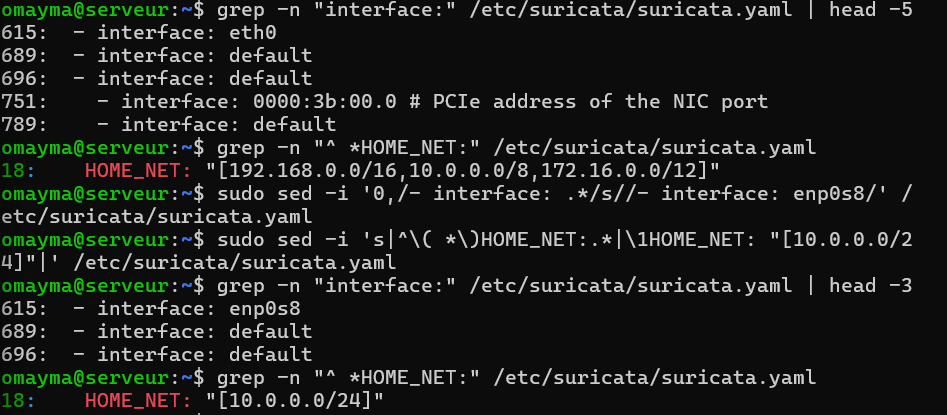 omayma@serveur:~$ grep -n "interface:" /etc/suricata/suricata.yaml | head -5
615:  - interface: eth0
689:  - interface: default
696:  - interface: default
751:    - interface: 0000:3b:00.0 # PCIe address of the NIC port
789:    - interface: default
omayma@serveur:~$ grep -n "^ *HOME_NET:" /etc/suricata/suricata.yaml
18:    HOME_NET: "[192.168.0.0/16,10.0.0.0/8,172.16.0.0/12]"
omayma@serveur:~$ sudo sed -i '0,/- interface: .*/s//- interface: enp0s8/' /
etc/suricata/suricata.yaml
omayma@serveur:~$ sudo sed -i 's|^\( *\)HOME_NET:.*|\1HOME_NET: "[10.0.0.0/2
4]"|' /etc/suricata/suricata.yaml
omayma@serveur:~$ grep -n "interface:" /etc/suricata/suricata.yaml | head -3
615:  - interface: enp0s8
689:  - interface: default
696:  - interface: default
omayma@serveur:~$ grep -n "^ *HOME_NET:" /etc/suricata/suricata.yaml
18:    HOME_NET: "[10.0.0.0/24]"